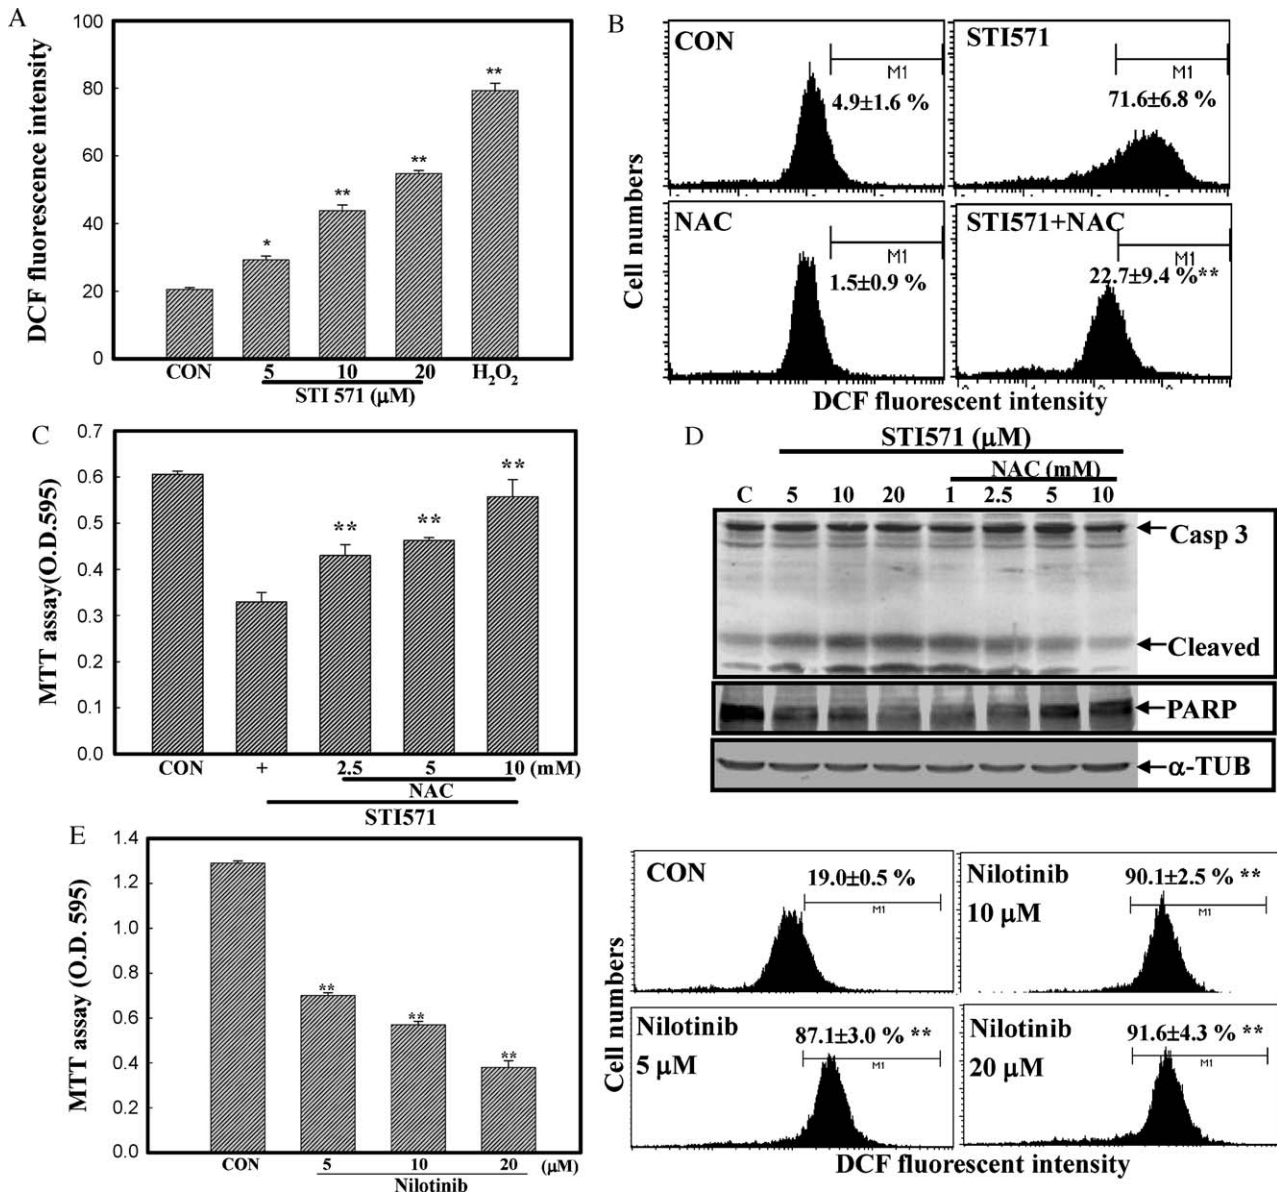 A
DCF fluorescence intensity
100
80
60
40
20
0
*
**
**
**
CON
5
10
20
H₂O₂
STI 571 (μM)
B
Cell numbers
CON
M1
4.9±1.6 %
STI571
M1
71.6±6.8 %
NAC
M1
1.5±0.9 %
STI571+NAC
M1
22.7±9.4 %**
DCF fluorescent intensity
C
MTT assay(O.D.595)
0.7
0.6
0.5
0.4
0.3
0.2
0.1
0.0
**
**
**
CON
+
2.5
5
10 (mM)
NAC
STI571
D
STI571 (μM)
NAC (mM)
C 5 10 20 1 2.5 5 10
Casp 3
Cleaved
PARP
α-TUB
E
MTT assay (O.D. 595)
1.4
1.2
0.8
0.6
0.4
0.2
0.0
**
**
**
CON
5
10
20
(μM)
Nilotinib
Cell numbers
CON
19.0±0.5 %
M1
Nilotinib
10 μM
90.1±2.5 % **
M1
Nilotinib
5 μM
87.1±3.0 % **
M1
Nilotinib
20 μM
91.6±4.3 % **
M1
DCF fluorescent intensity